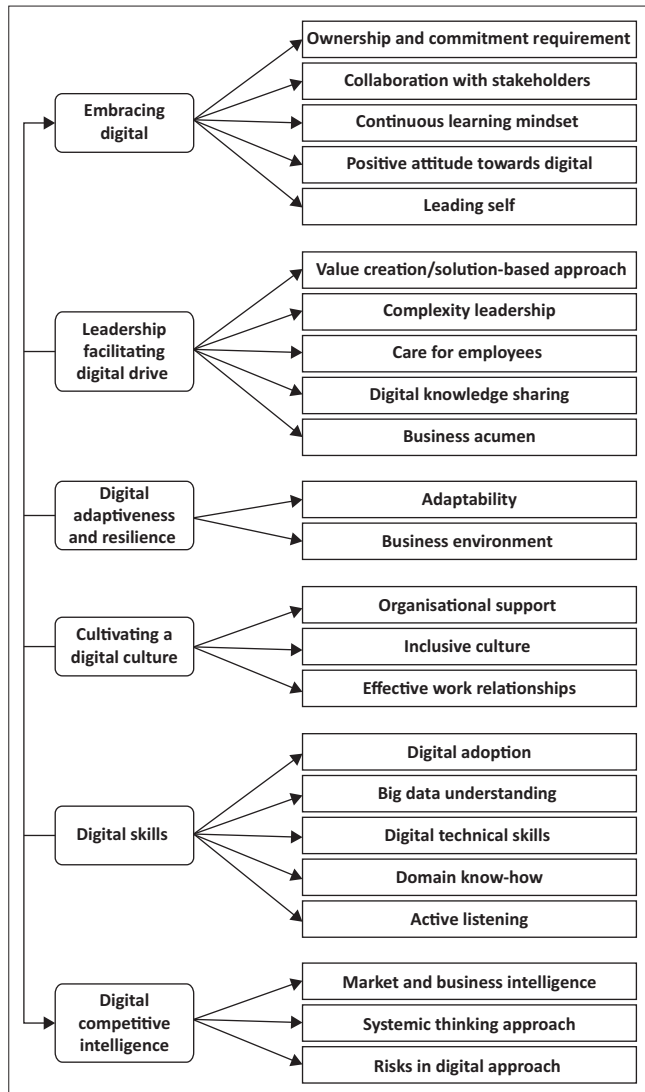 Embracing
digital
Ownership and commitment requirement
Collaboration with stakeholders
Continuous learning mindset
Positive attitude towards digital
Leading self
Leadership
facilitating
digital drive
Value creation/solution-based approach
Complexity leadership
Care for employees
Digital knowledge sharing
Business acumen
Digital
adaptiveness
and resilience
Adaptability
Business environment
Cultivating a
digital culture
Organisational support
Inclusive culture
Effective work relationships
Digital skills
Digital adoption
Big data understanding
Digital technical skills
Domain know-how
Active listening
Digital
competitive
intelligence
Market and business intelligence
Systemic thinking approach
Risks in digital approach